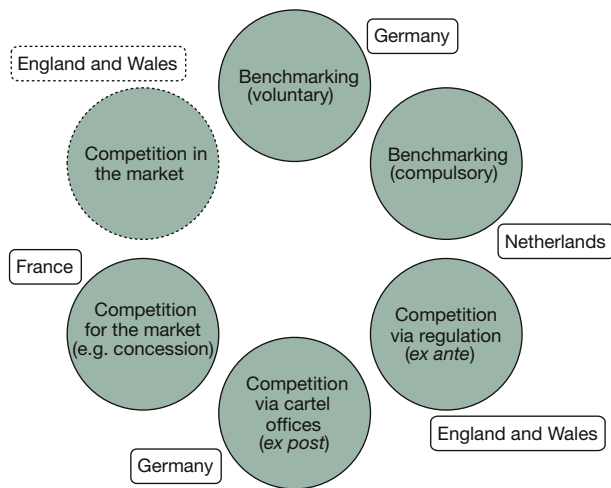 Germany
Benchmarking
(voluntary)
England and Wales
Competition in
the market
Benchmarking
(compulsory)
Netherlands
France
Competition
for the market
(e.g. concession)
Competition
via regulation
(ex ante)
Competition
via cartel
offices
(ex post)
England and Wales
Germany